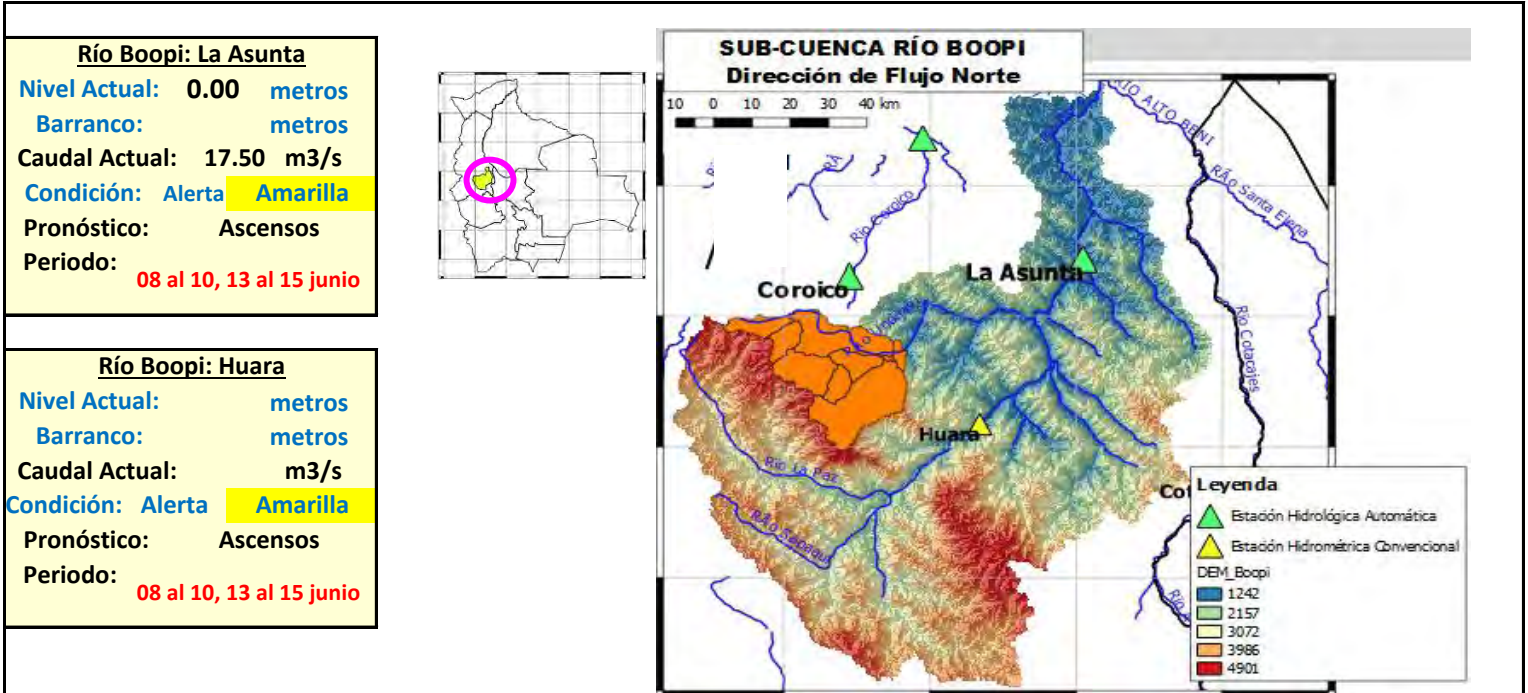 Río Boopi: La Asunta
Nivel Actual: 0.00 metros
Barranco: metros
Caudal Actual: 17.50 m3/s
Condición: Alerta Amarilla
Pronóstico: Ascensos
Periodo:
08 al 10, 13 al 15 junio
Río Boopi: Huara
Nivel Actual: metros
Barranco: metros
Caudal Actual: m3/s
Condición: Alerta Amarilla
Pronóstico: Ascensos
Periodo:
08 al 10, 13 al 15 junio
SUB-CUENCA RÍO BOOPI
Dirección de Flujo Norte
10 0 10 20 30 40 km
RÍO ALTO BENI
RÃo Santa Elena
Río Coroico
La Asunta
Coroico
Río Cotacajes
Huara
Río La Paz
RÃo Sapaqui
Leyenda
Estación Hidrológica Automática
Estación Hidrométrica Convencional
DEM_Boopi
1242
2157
3072
3986
4901